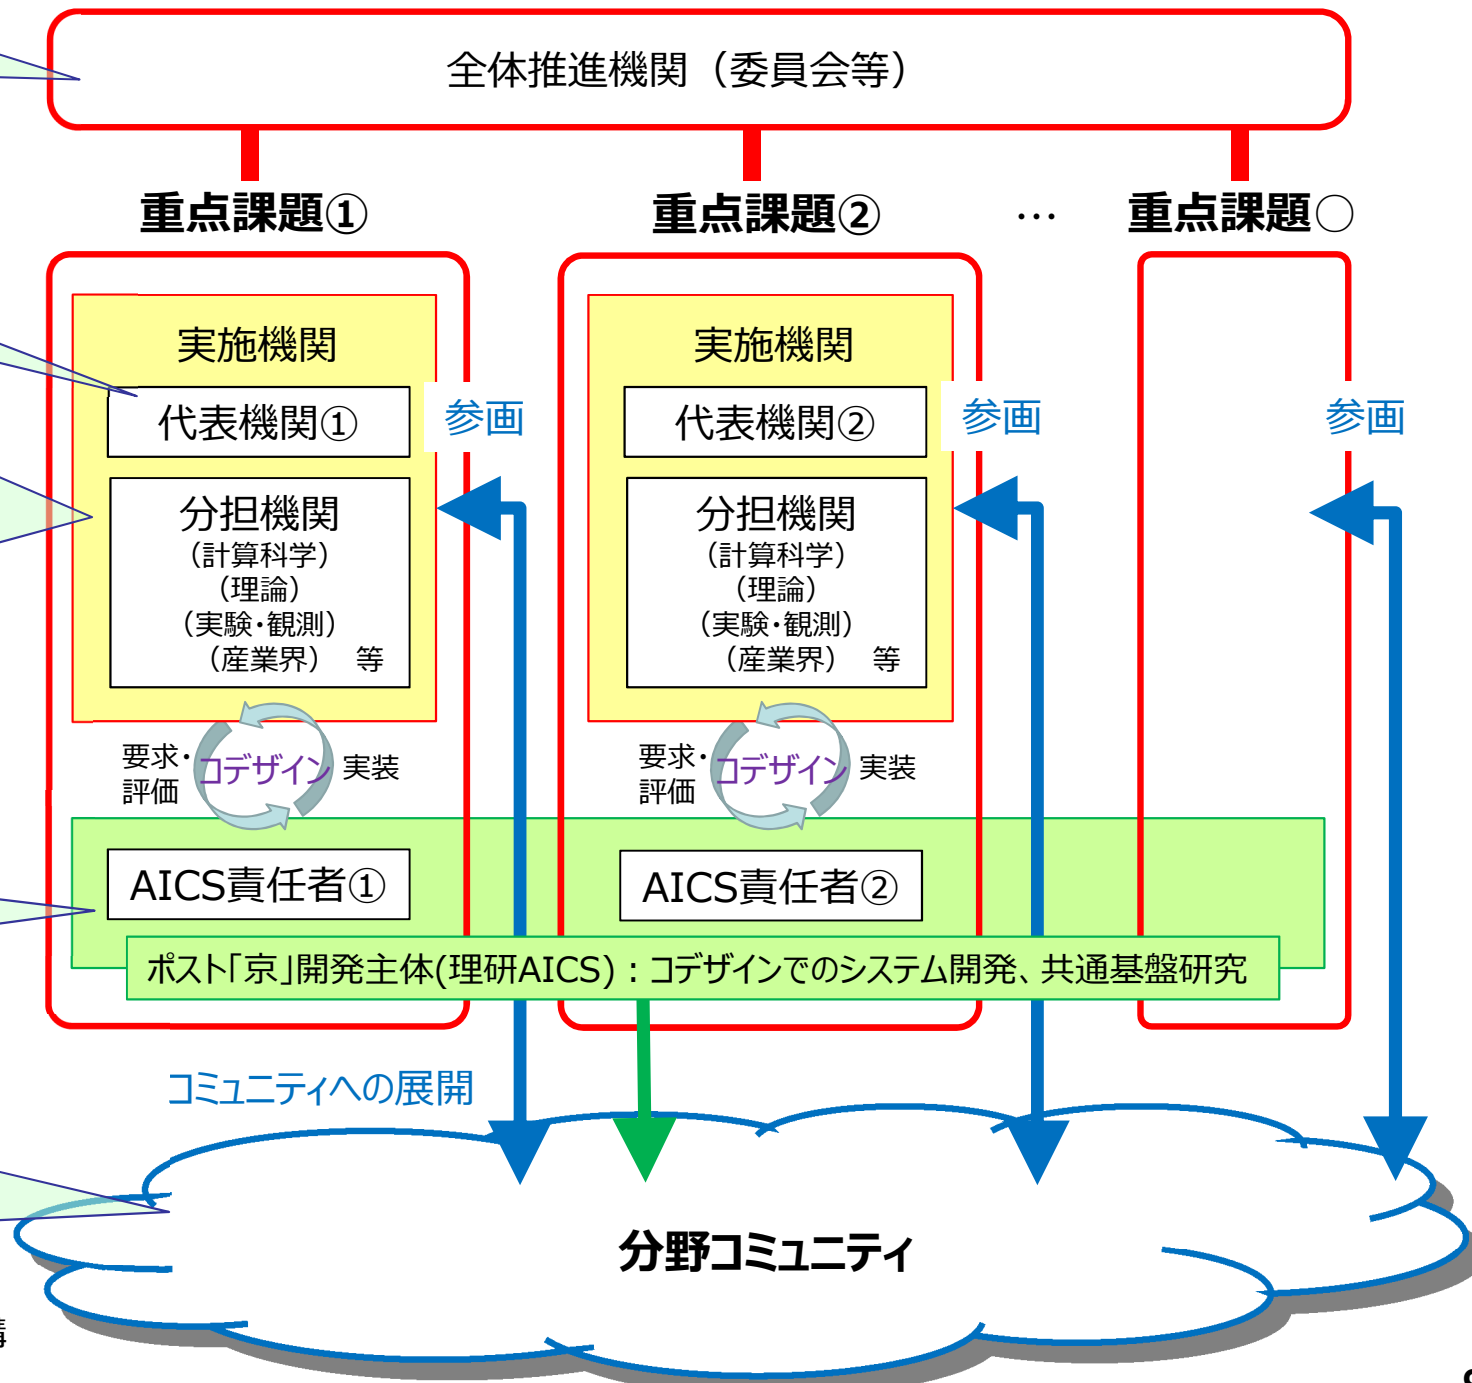 全体推進機関（委員会等）
重点課題①
重点課題②
…
重点課題○
実施機関
代表機関①
参画
分担機関
（計算科学）
（理論）
（実験・観測）
（産業界）　等
実施機関
代表機関②
参画
分担機関
（計算科学）
（理論）
（実験・観測）
（産業界）　等
参画
要求・
評価
コデザイン
実装
要求・
評価
コデザイン
実装
AICS責任者①
AICS責任者②
ポスト「京」開発主体(理研AICS)：コデザインでのシステム開発、共通基盤研究
コミュニティへの展開
分野コミュニティ